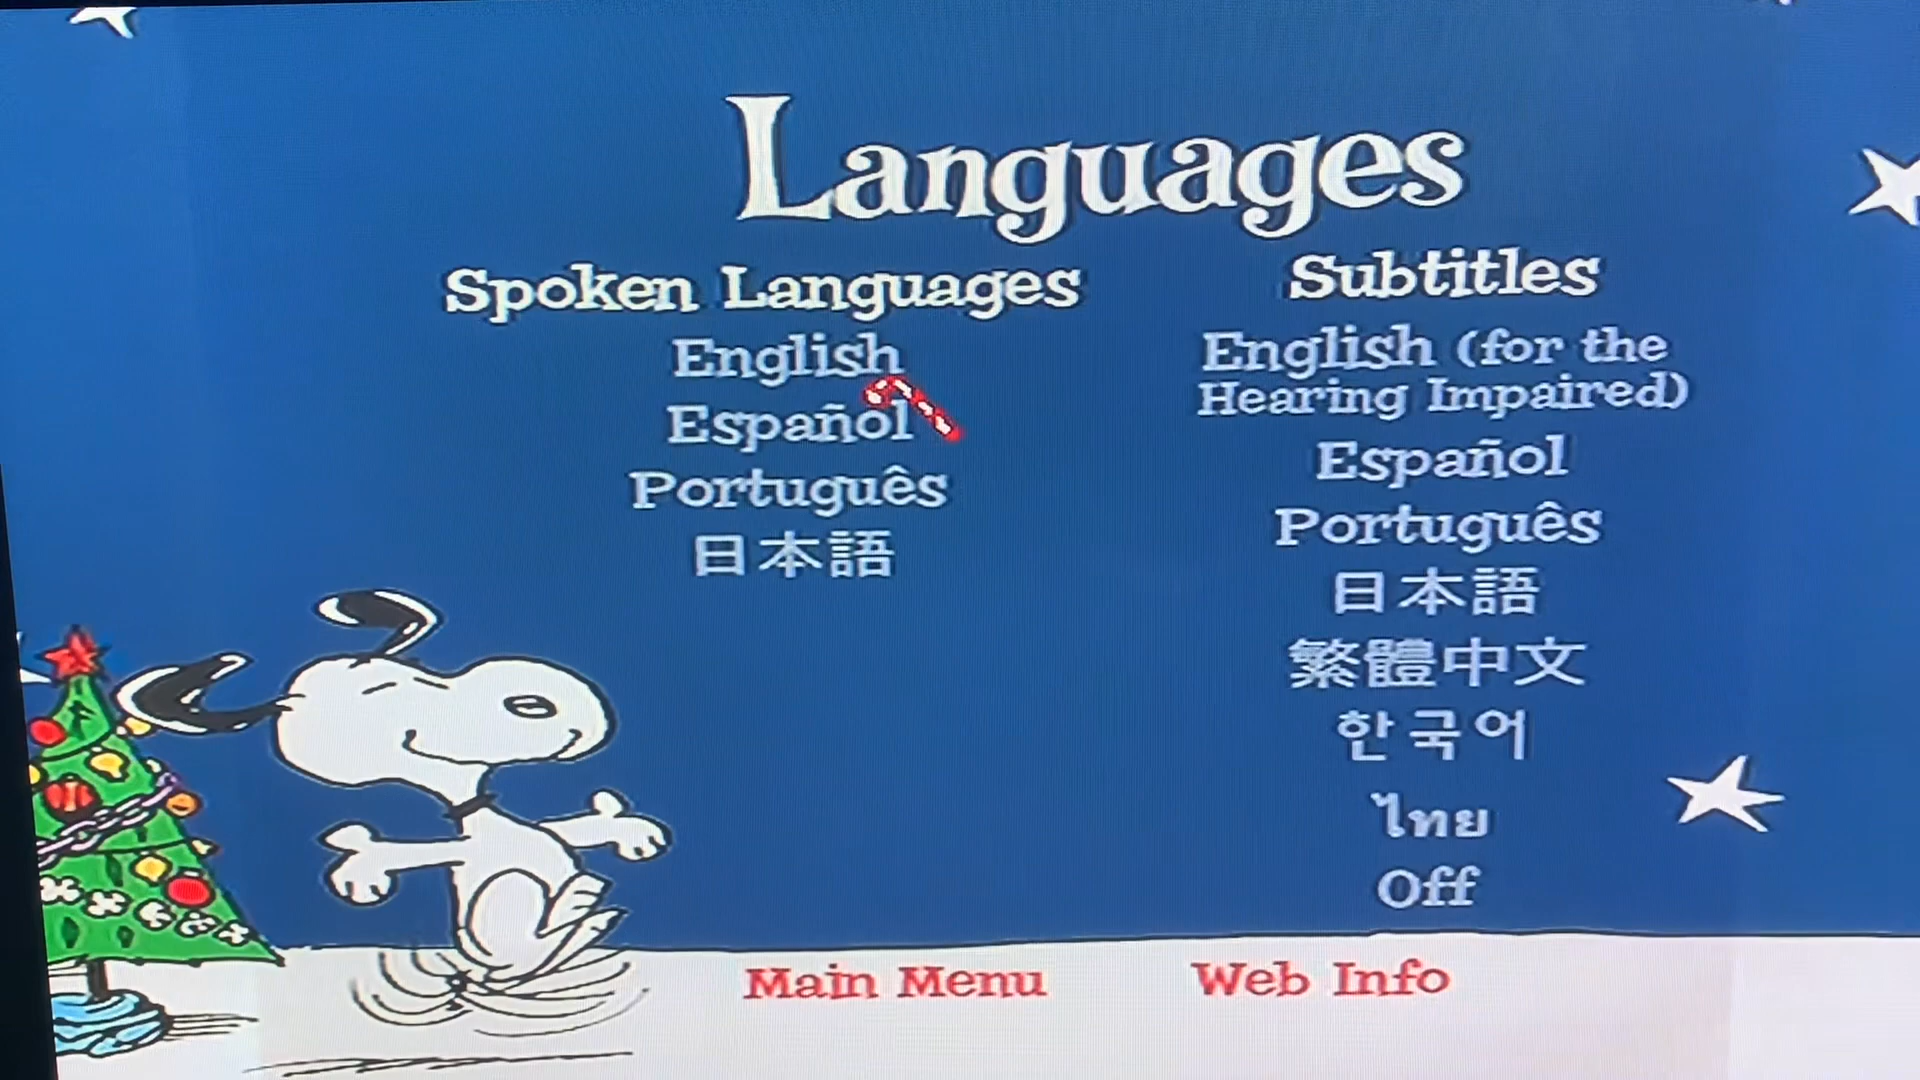 Languages
Spoken Languages
English
Español
Português
日本語
Subtitles
English (for the
Hearing Impaired)
Español
Português
日本語
繁體中文
한국어
ไทย
Off
Main Menu
Web Info